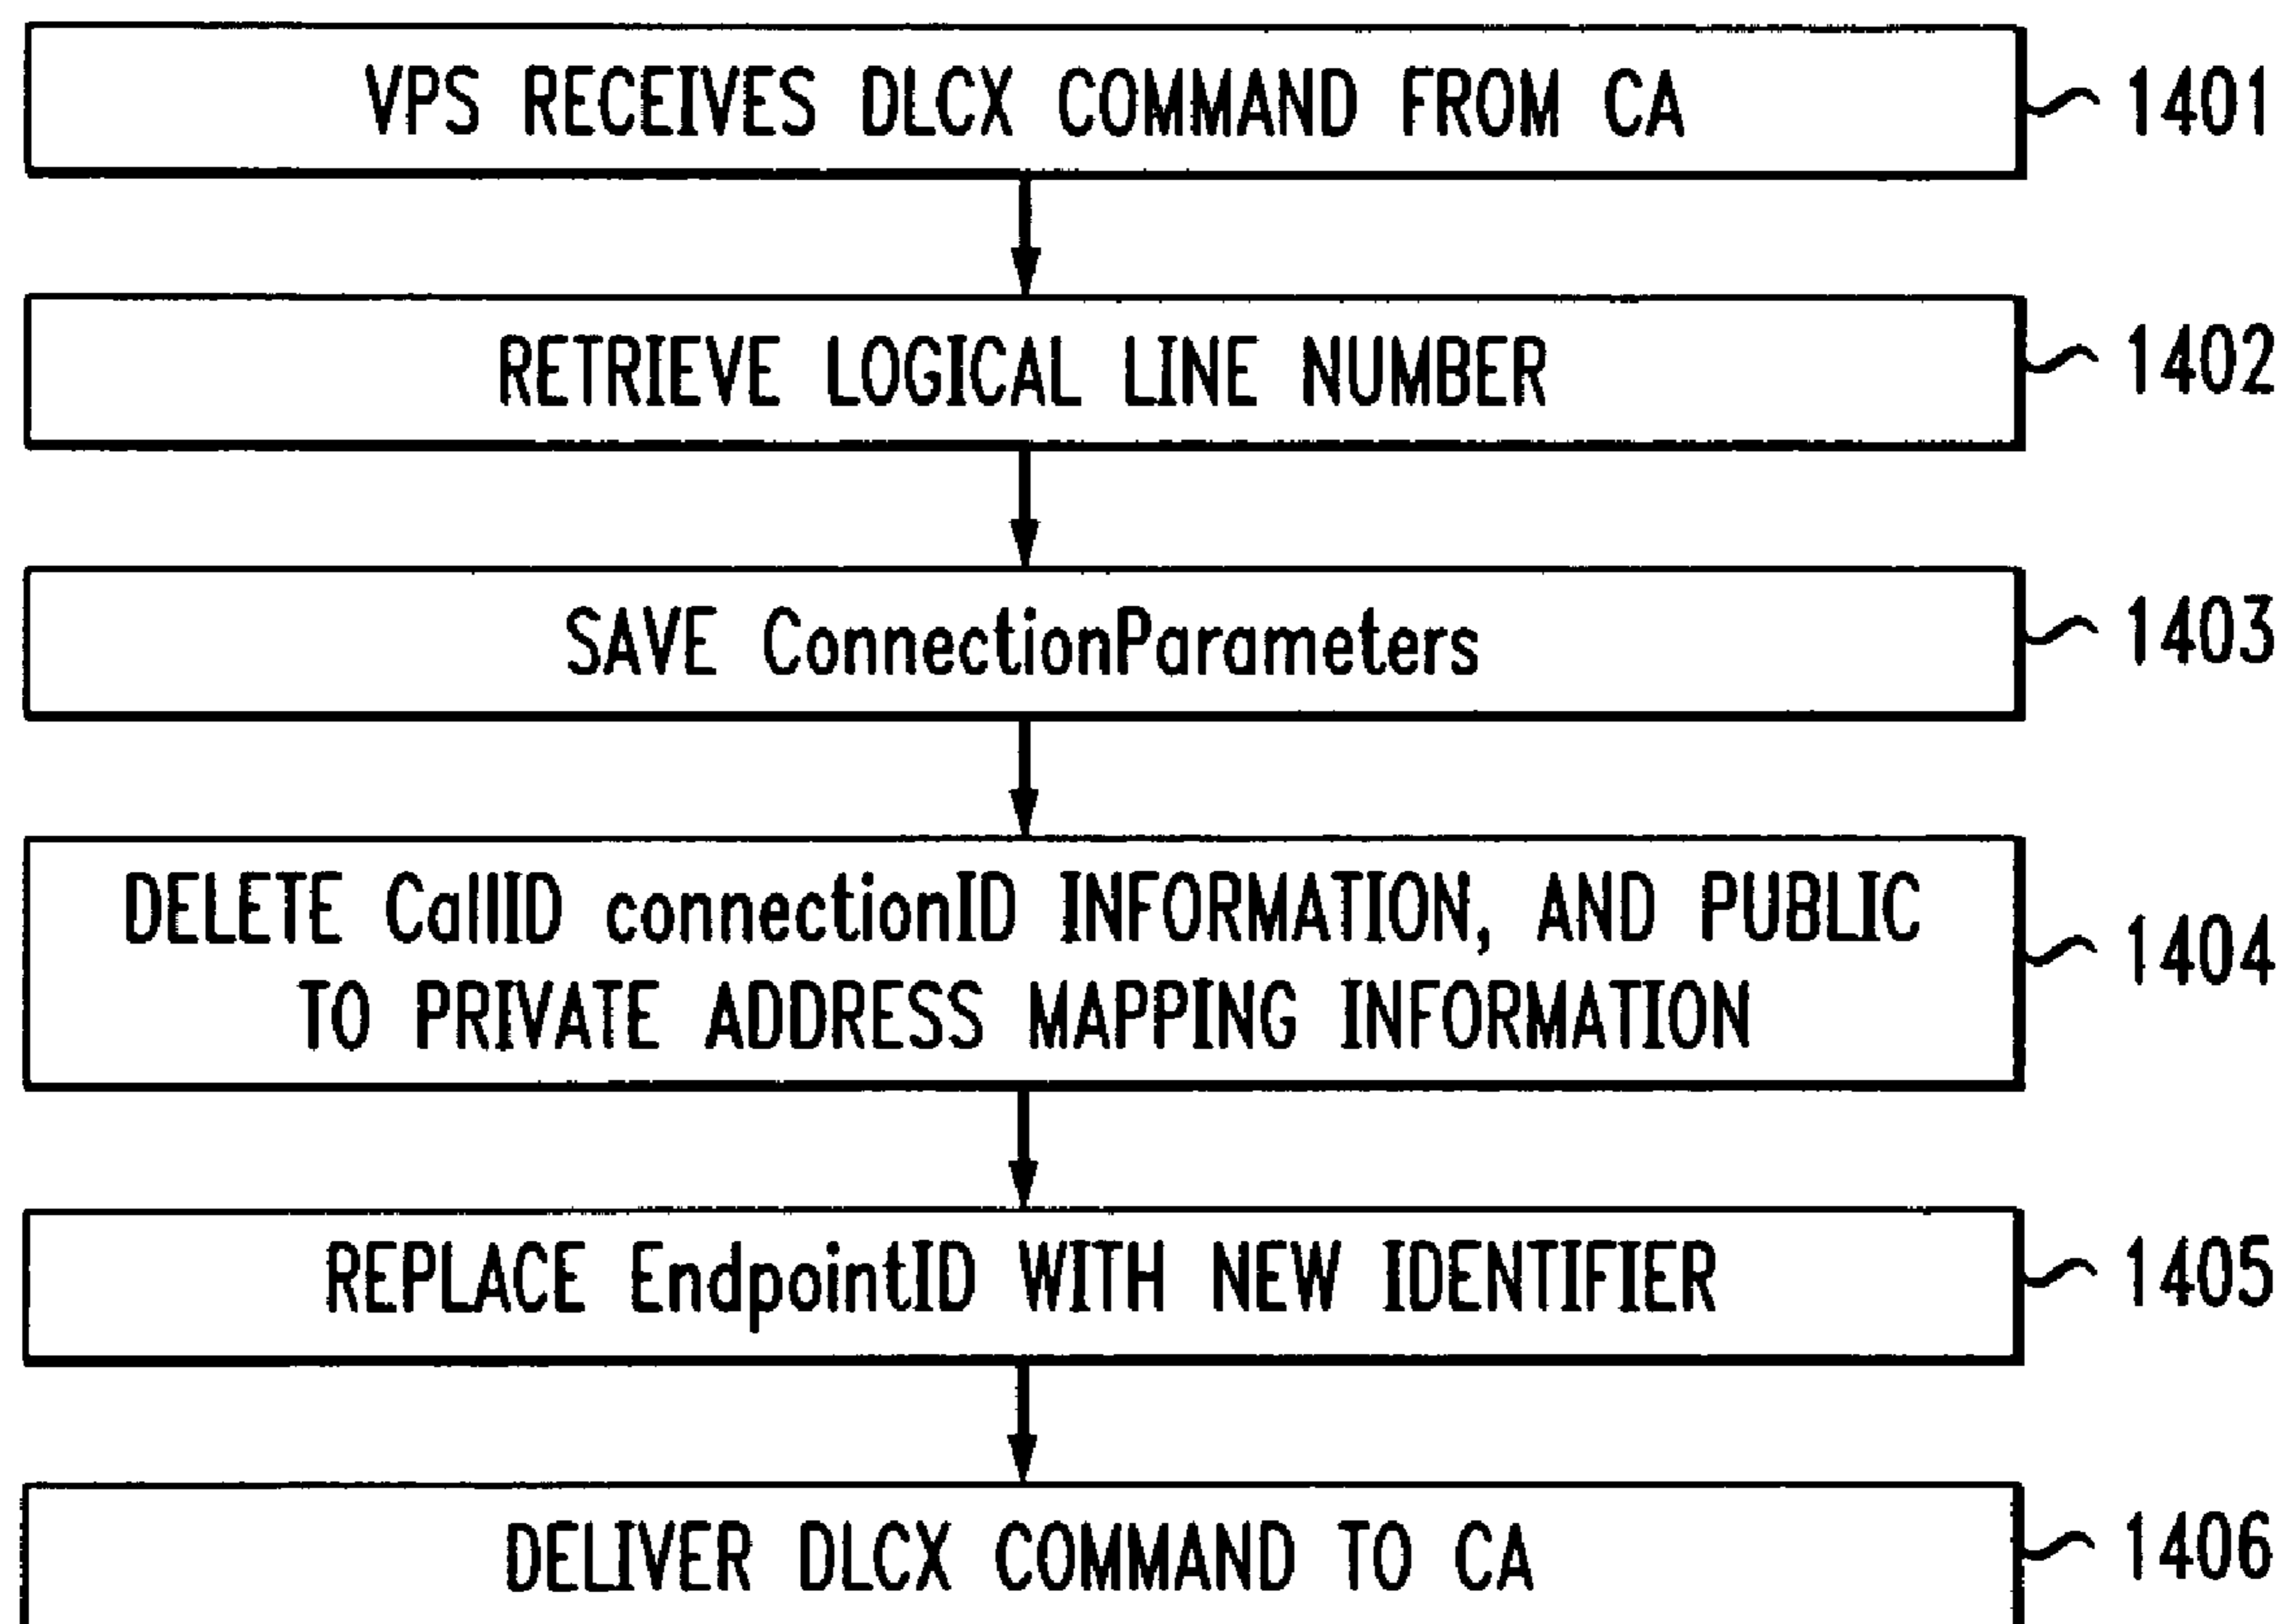 VPS RECEIVES DLCX COMMAND FROM CA
1401
RETRIEVE LOGICAL LINE NUMBER
1402
SAVE ConnectionParameters
1403
DELETE CallID connectionID INFORMATION, AND PUBLIC
TO PRIVATE ADDRESS MAPPING INFORMATION
1404
REPLACE EndpointID WITH NEW IDENTIFIER
1405
DELIVER DLCX COMMAND TO CA
1406